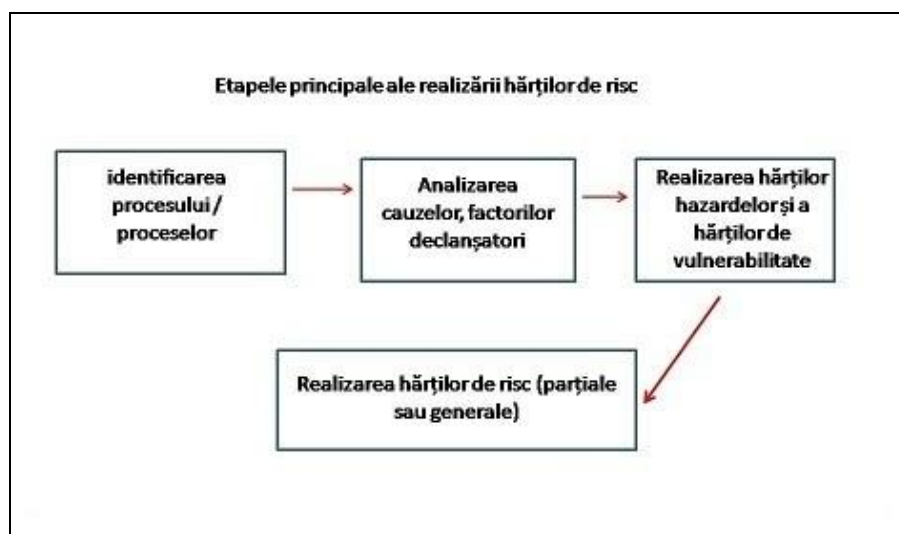 Etapele principale ale realizării hărților de risc
identificarea
procesului /
proceselor
Analizarea
cauzelor, factorilor
declanșatori
Realizarea hărților
hazardelor și a
hărților de
vulnerabilitate
Realizarea hărților de risc (parțiale
sau generale)